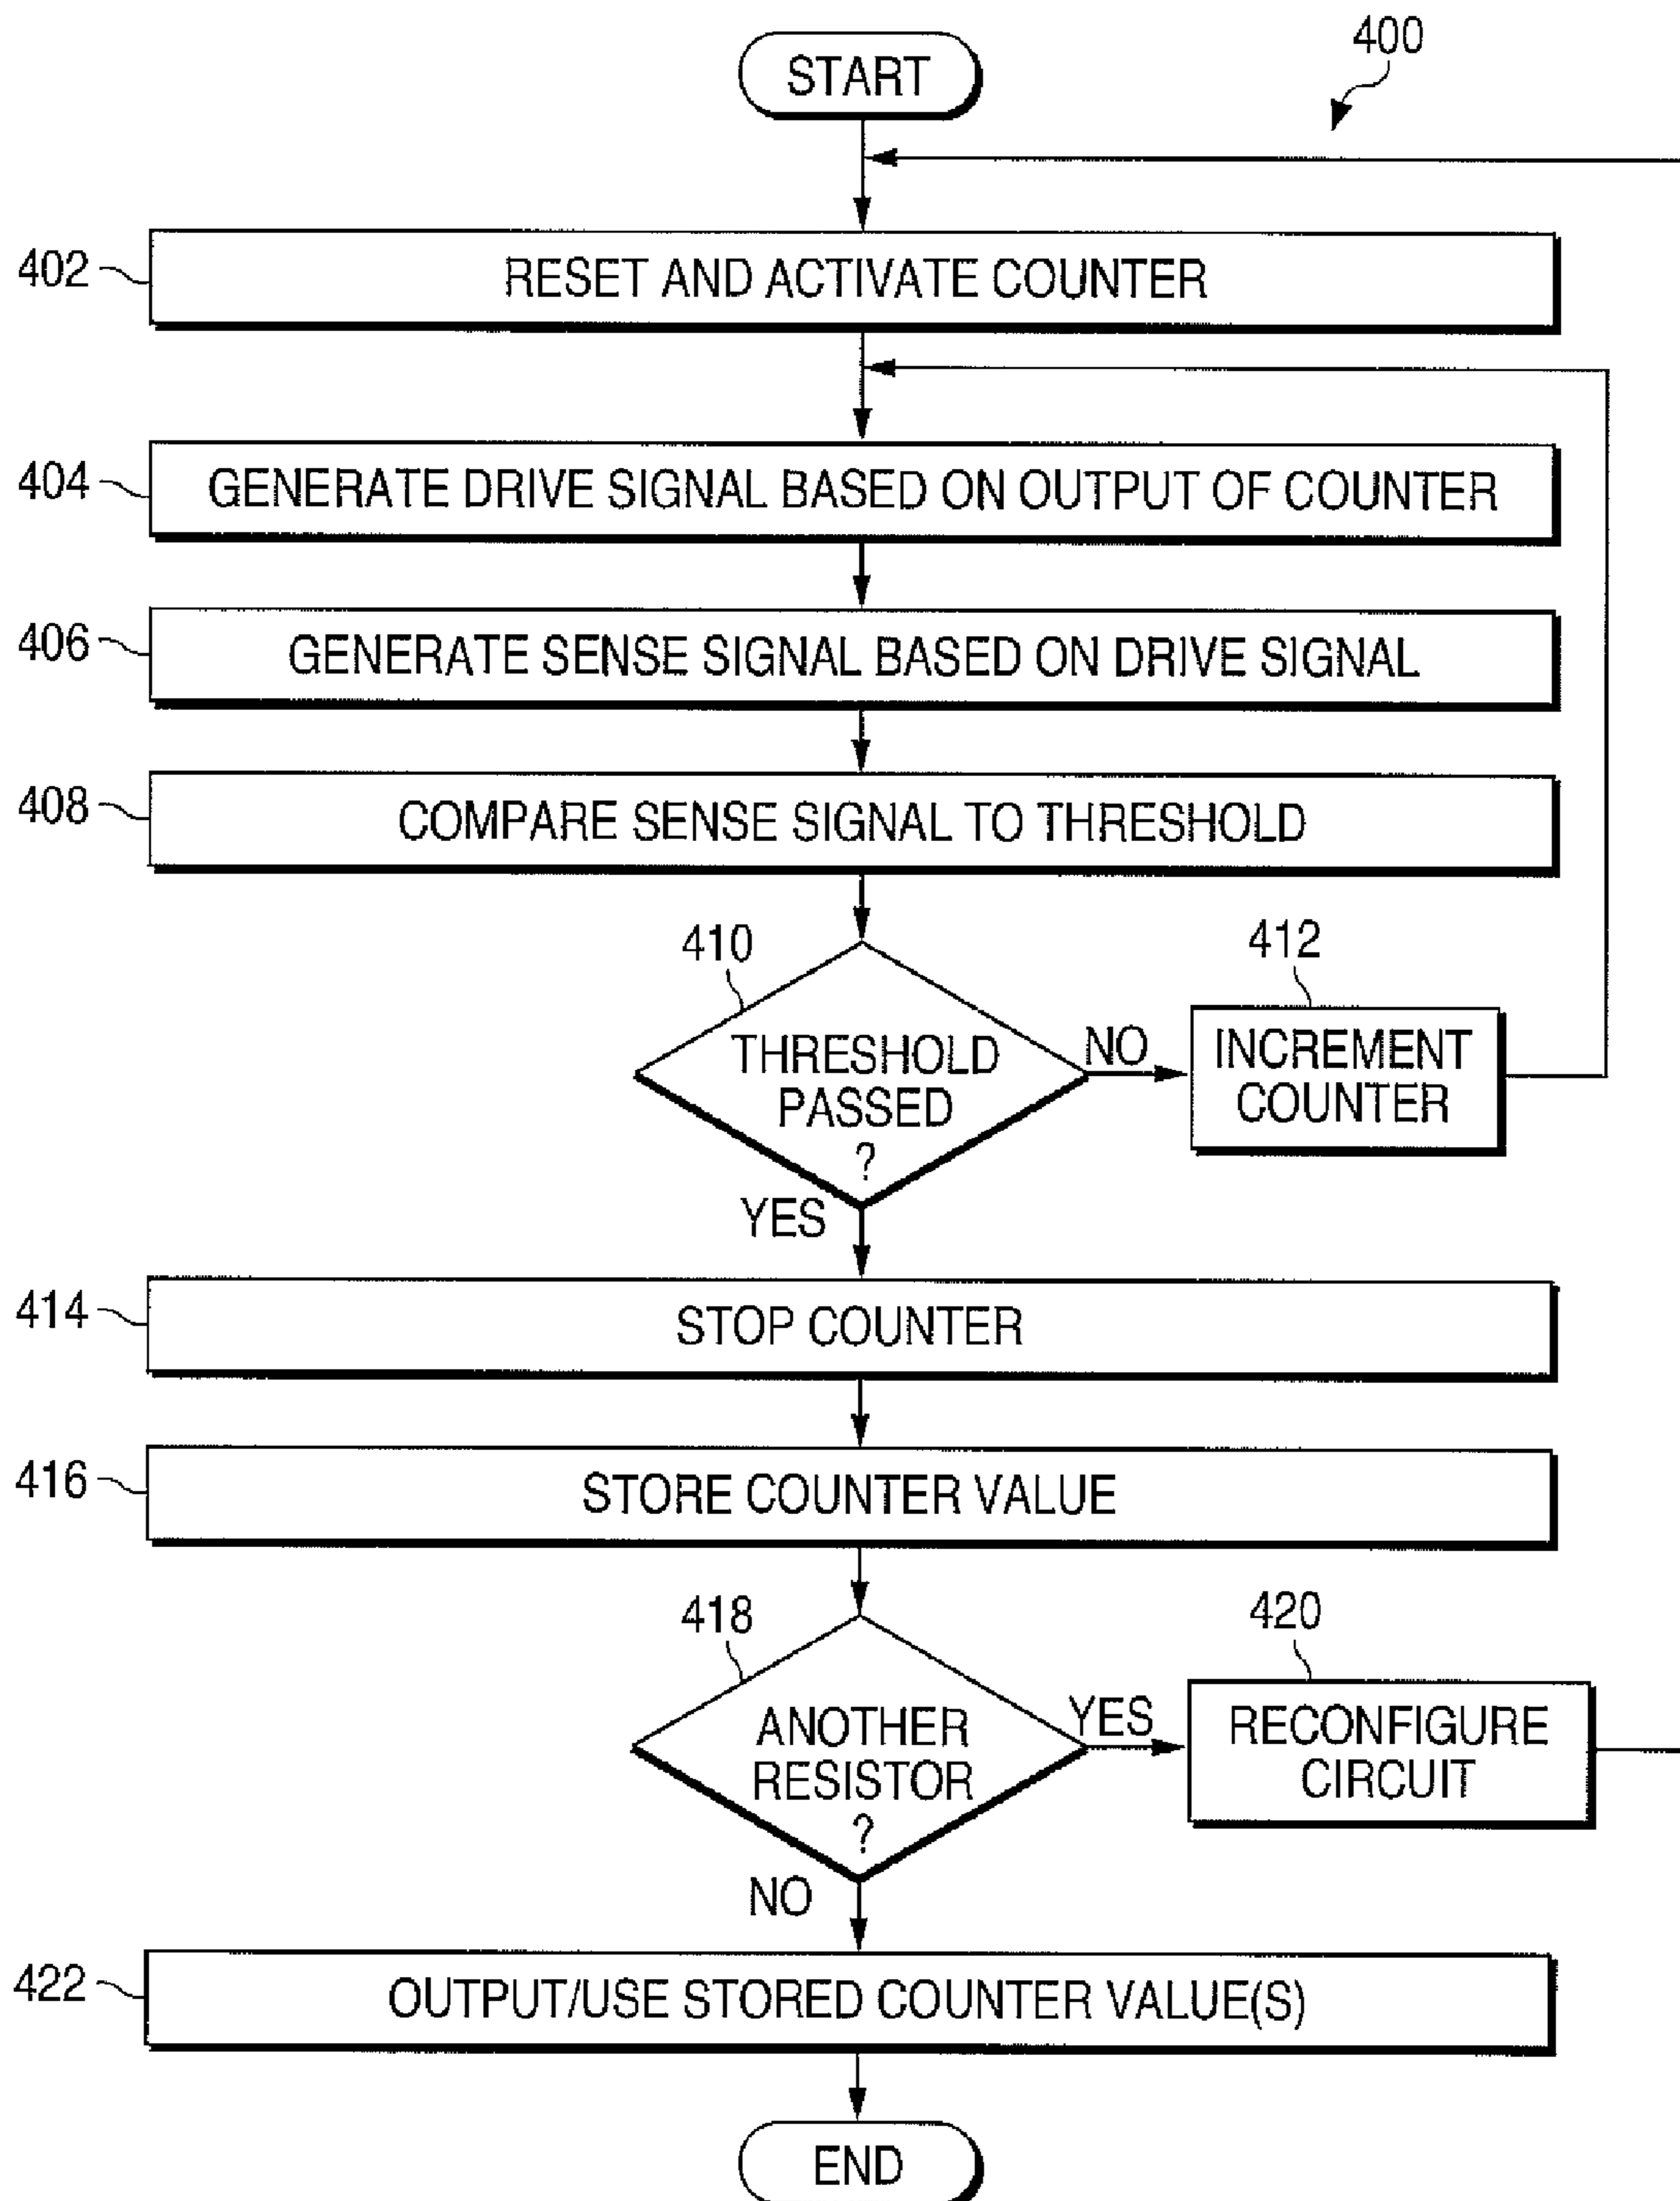 START
400
402
RESET AND ACTIVATE COUNTER
404
GENERATE DRIVE SIGNAL BASED ON OUTPUT OF COUNTER
406
GENERATE SENSE SIGNAL BASED ON DRIVE SIGNAL
408
COMPARE SENSE SIGNAL TO THRESHOLD
410
THRESHOLD
PASSED
?
NO
412
INCREMENT
COUNTER
YES
414
STOP COUNTER
416
STORE COUNTER VALUE
418
ANOTHER
RESISTOR
?
YES
420
RECONFIGURE
CIRCUIT
NO
422
OUTPUT/USE STORED COUNTER VALUE(S)
END